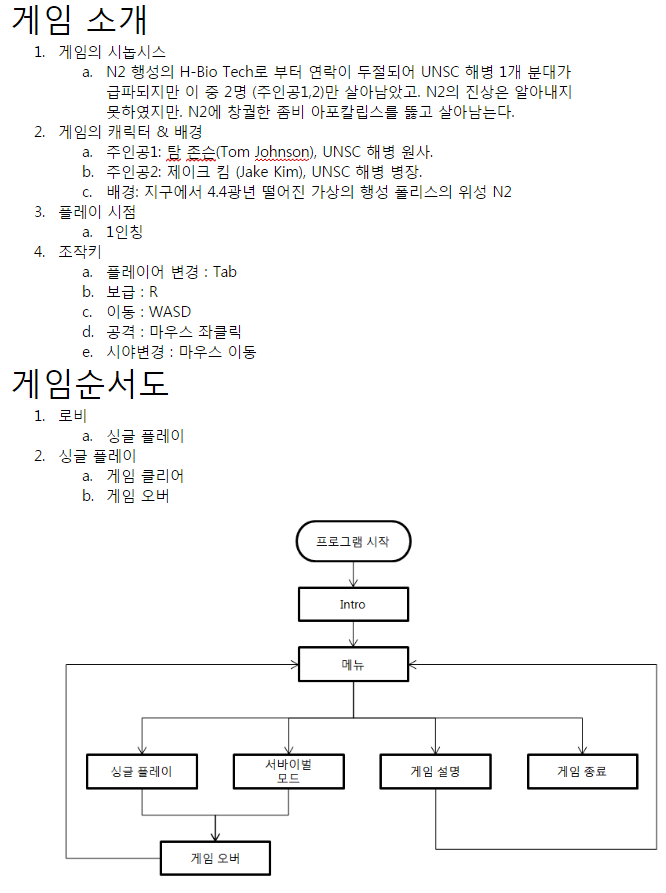 게임 소개
1. 게임의 시놉시스
a. N2 행성의 H-Bio Tech로 부터 연락이 두절되어 UNSC 해병 1개 분대가
급파되지만 이 중 2명 (주인공1,2)만 살아남았고. N2의 진상은 알아내지
못하였지만. N2에 창궐한 좀비 아포칼립스를 뚫고 살아남는다.
2. 게임의 캐릭터 & 배경
a. 주인공1: 탐 존슨(Tom Johnson), UNSC 해병 원사.
b. 주인공2: 제이크 킴 (Jake Kim), UNSC 해병 병장.
c. 배경: 지구에서 4.4광년 떨어진 가상의 행성 폴리스의 위성 N2
3. 플레이 시점
a. 1인칭
4. 조작키
a. 플레이어 변경 : Tab
b. 보급 : R
c. 이동 : WASD
d. 공격 : 마우스 좌클릭
e. 시야변경 : 마우스 이동
게임순서도
1. 로비
a. 싱글 플레이
2. 싱글 플레이
a. 게임 클리어
b. 게임 오버
프로그램 시작
Intro
메뉴
싱글 플레이
서바이벌
모드
게임 설명
게임 종료
게임 오버